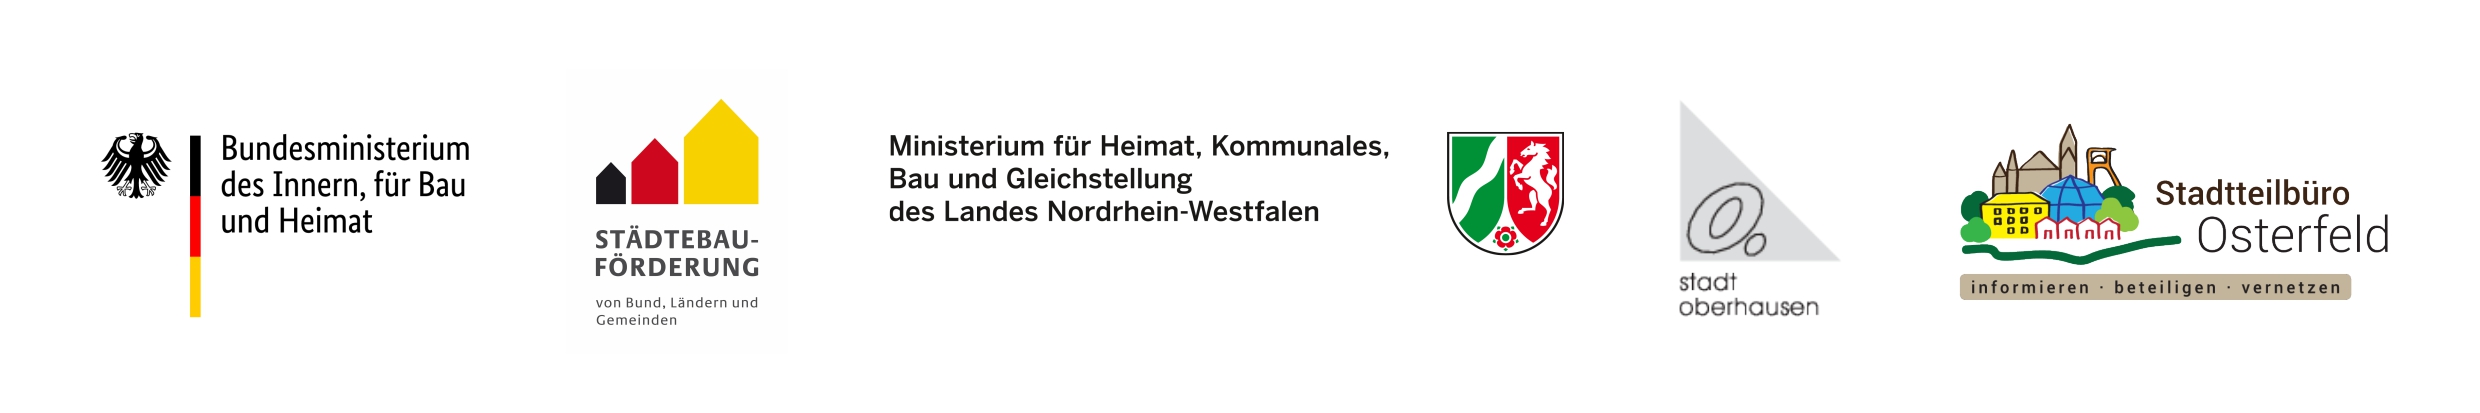 Bundesministerium
des Innern, für Bau
und Heimat
STÄDTEBAU-
FÖRDERUNG
von Bund, Ländern und
Gemeinden
Ministerium für Heimat, Kommunales,
Bau und Gleichstellung
des Landes Nordrhein-Westfalen
stadt
oberhausen
Stadtteilbüro
Osterfeld
informieren · beteiligen · vernetzen